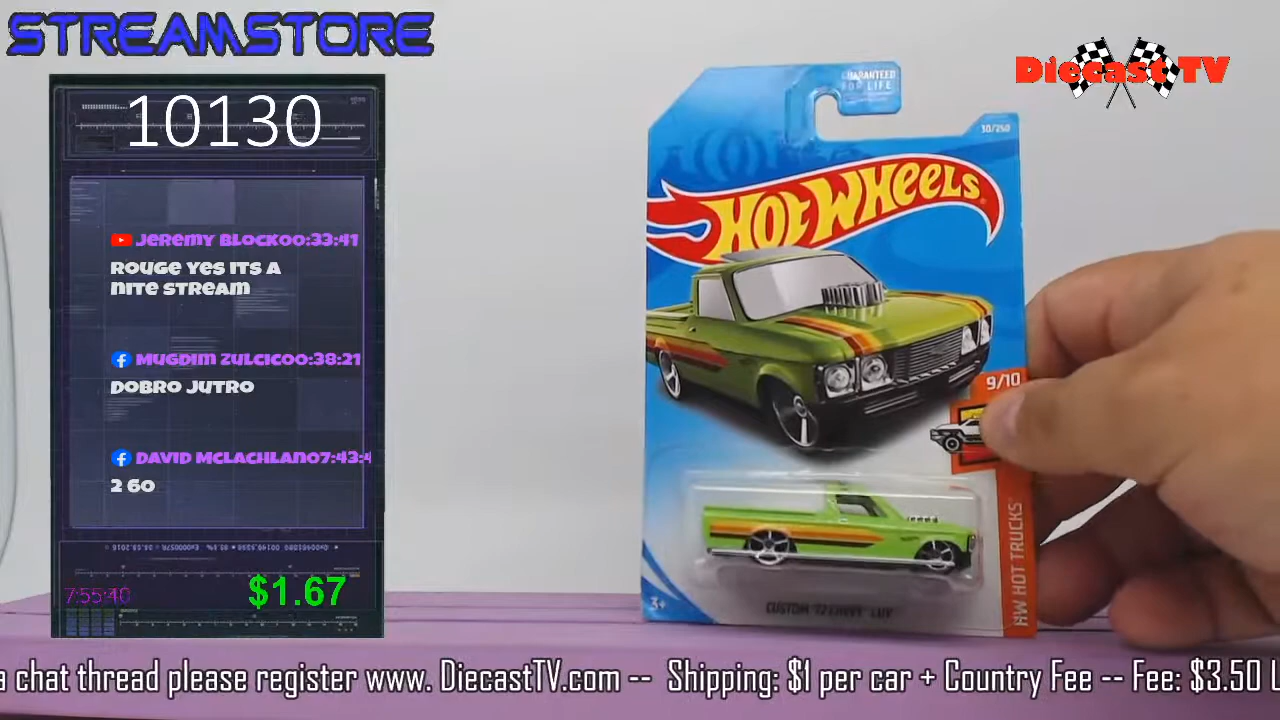 STREAMSTORE
10130
Jeremy Block00:33:41
Rouge yes its a
nite stream
Mugdim Zulcic00:38:21
Dobro jutro
David McLachlan07:43:4
2 60
7:55:40
$1.67
Diecast TV
GUARANTEED
FOR LIFE
30/250
HOT WHEELS
9/10
HW HOT TRUCKS
3+
CUSTOM '72 CHEVY LUV
a chat thread please register www. DiecastTV.com -- Shipping: $1 per car + Country Fee -- Fee: $3.50 U